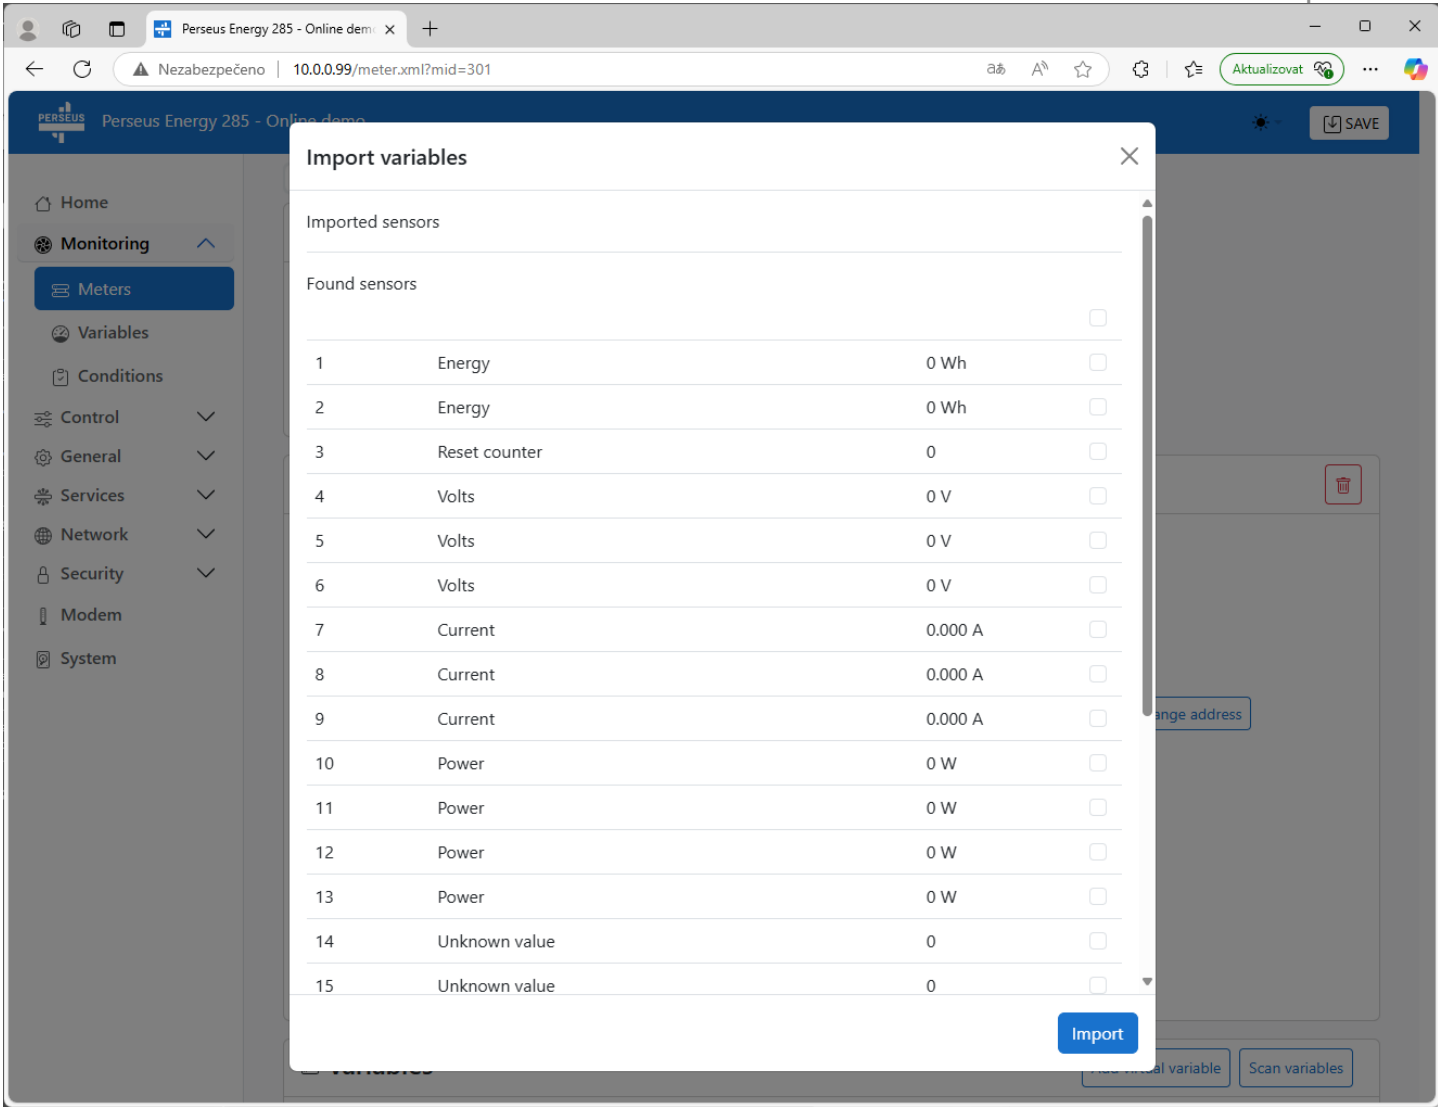 Perseus Energy 285 - Online dem
Nezabezpečeno
10.0.0.99/meter.xml?mid=301
Aktualizovat
PERSEUS
Perseus Energy 285 - Online demo
SAVE
Home
Monitoring
Meters
Variables
Conditions
Control
General
Services
Network
Security
Modem
System
Import variables
Imported sensors
Found sensors
1 Energy 0 Wh
2 Energy 0 Wh
3 Reset counter 0
4 Volts 0 V
5 Volts 0 V
6 Volts 0 V
7 Current 0.000 A
8 Current 0.000 A
9 Current 0.000 A
10 Power 0 W
11 Power 0 W
12 Power 0 W
13 Power 0 W
14 Unknown value 0
15 Unknown value 0
Import
ange address
Variables
Add virtual variable
Scan variables